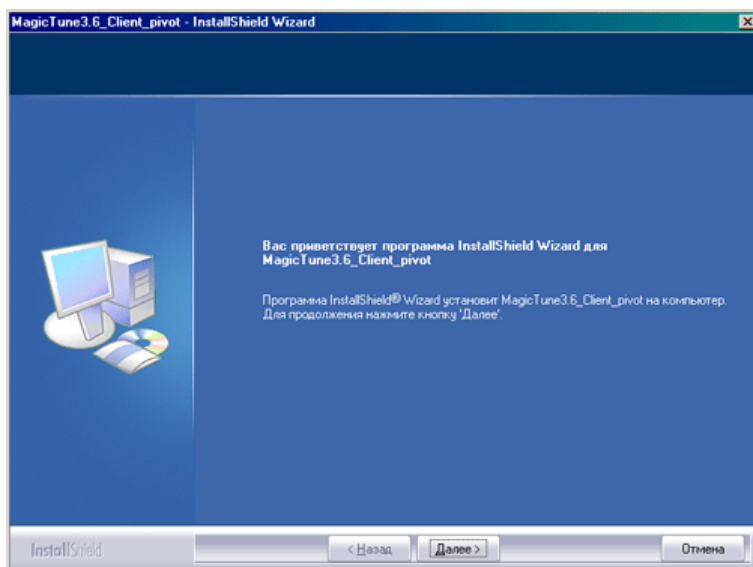 MagicTune3.6_Client_pivot - InstallShield Wizard
Вас приветствует программа InstallShield Wizard для
MagicTune3.6_Client_pivot
Программа InstallShield® Wizard установит MagicTune3.6_Client_pivot на компьютер.
Для продолжения нажмите кнопку 'Далее'.
InstallShield
< Назад
Далее >
Отмена